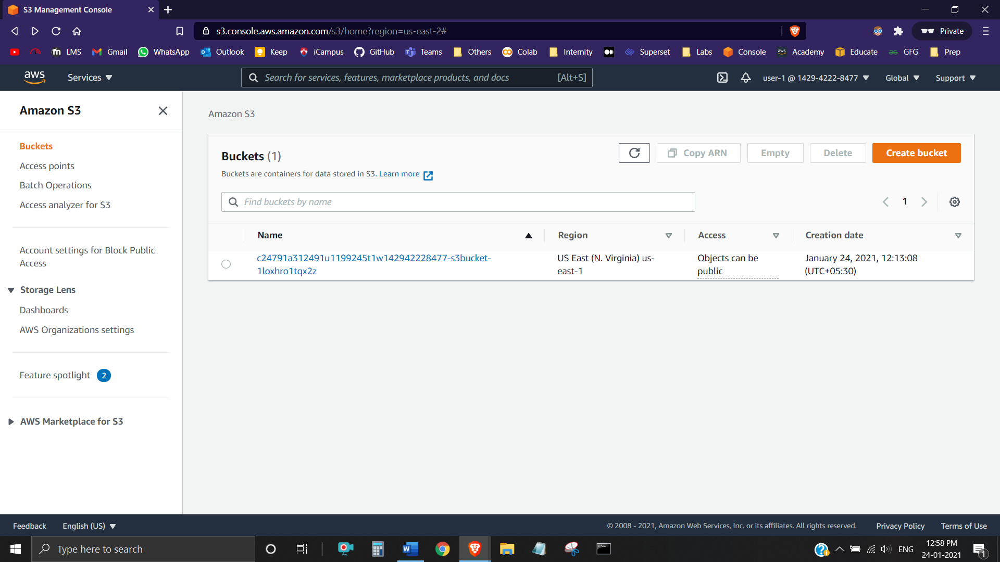 S3 Management Console
s3.console.aws.amazon.com/s3/home?region=us-east-2#
Private
LMS Gmail WhatsApp Outlook Keep iCampus GitHub Teams Others Colab Internity Superset Labs Console aws Academy Educate GFG Prep
aws Services Search for services, features, marketplace products, and docs [Alt+S] user-1 @ 1429-4222-8477 Global Support
Amazon S3
Buckets
Access points
Batch Operations
Access analyzer for S3
Account settings for Block Public
Access
Storage Lens
Dashboards
AWS Organizations settings
Feature spotlight 2
AWS Marketplace for S3
Amazon S3
Buckets (1)
Copy ARN Empty Delete Create bucket
Buckets are containers for data stored in S3. Learn more
Find buckets by name
1
Name Region Access Creation date
c24791a312491u1199245t1w142942228477-s3bucket- US East (N. Virginia) us- Objects can be January 24, 2021, 12:13:08
1loxhro1tqx2z east-1 public (UTC+05:30)
Feedback English (US) © 2008 - 2021, Amazon Web Services, Inc. or its affiliates. All rights reserved. Privacy Policy Terms of Use
Type here to search
ENG
12:58 PM
24-01-2021
1